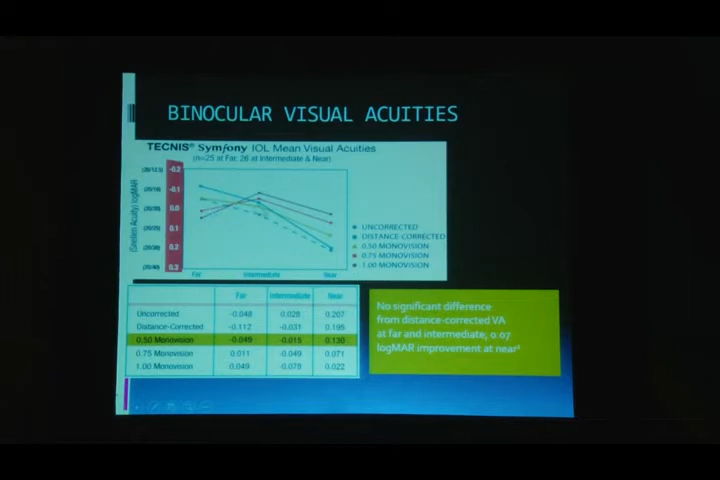 BINOCULAR VISUAL ACUITIES
TECNIS® Symfony IOL Mean Visual Acuities
(n=25 at Far, 26 at Intermediate & Near)
(Snellen Acuity) logMAR
(20/12.5) -0.2
(20/16) -0.1
(20/20) 0.0
(20/25) 0.1
(20/30) 0.2
(20/40) 0.3
Far Intermediate Near
UNCORRECTED
DISTANCE-CORRECTED
0.50 MONOVISION
0.75 MONOVISION
1.00 MONOVISION
Far Intermediate Near
Uncorrected -0.048 0.028 0.207
Distance-Corrected -0.112 -0.031 0.195
0.50 Monovision -0.049 -0.015 0.130
0.75 Monovision 0.011 -0.049 0.071
1.00 Monovision 0.049 -0.078 0.022
No significant difference
from distance-corrected VA
at far and intermediate, 0.07
logMAR improvement at near